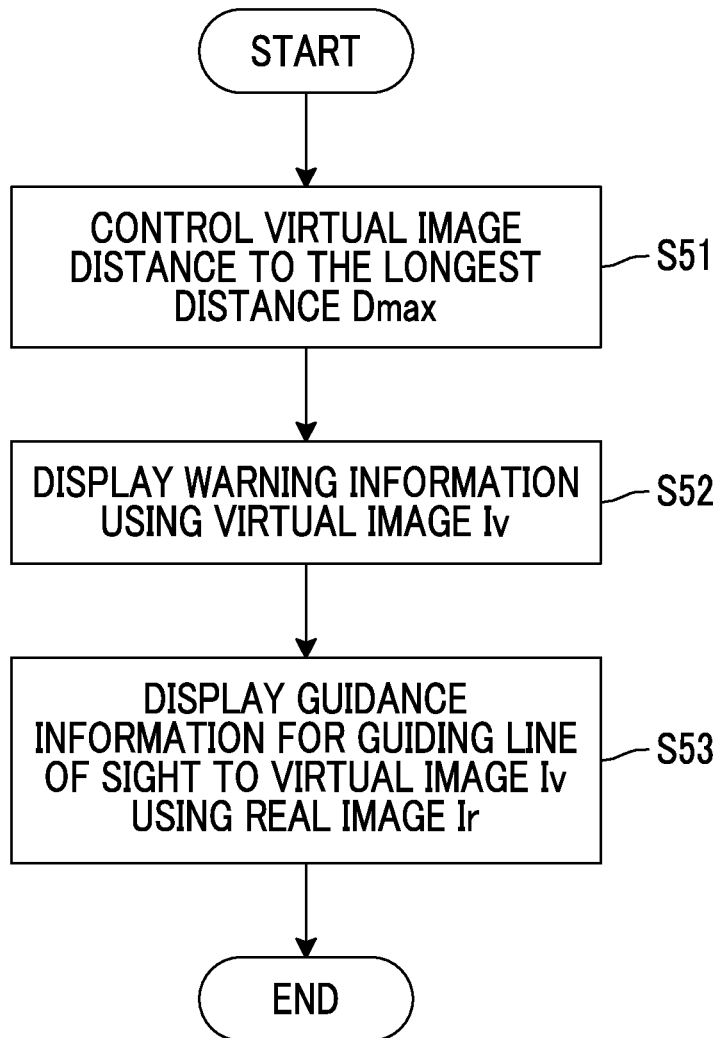 START
CONTROL VIRTUAL IMAGE
DISTANCE TO THE LONGEST
DISTANCE Dmax
S51
DISPLAY WARNING INFORMATION
USING VIRTUAL IMAGE Iv
S52
DISPLAY GUIDANCE
INFORMATION FOR GUIDING LINE
OF SIGHT TO VIRTUAL IMAGE Iv
USING REAL IMAGE Ir
S53
END